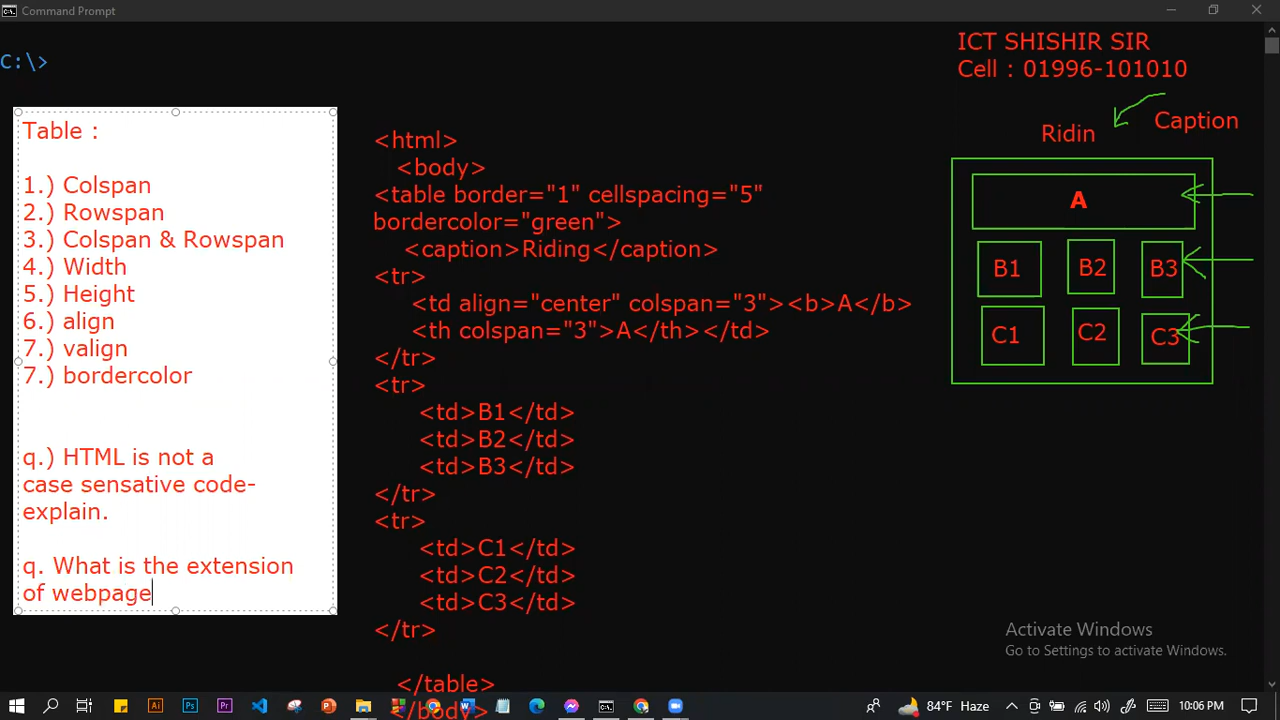 Command Prompt
C:\>
ICT SHISHIR SIR
Cell : 01996-101010
Table :
1.) Colspan
2.) Rowspan
3.) Colspan & Rowspan
4.) Width
5.) Height
6.) align
7.) valign
7.) bordercolor
q.) HTML is not a
case sensative code-
explain.
q. What is the extension
of webpage
<html>
<body>
<table border="1" cellspacing="5"
bordercolor="green">
<caption>Riding</caption>
<tr>
<td align="center" colspan="3"><b>A</b>
<th colspan="3">A</th></td>
</tr>
<tr>
<td>B1</td>
<td>B2</td>
<td>B3</td>
</tr>
<tr>
<td>C1</td>
<td>C2</td>
<td>C3</td>
</tr>
</table>
</body>
Ridin
Caption
A
B1 B2 B3
C1 C2 C3
Activate Windows
Go to Settings to activate Windows.
84°F Haze
10:06 PM